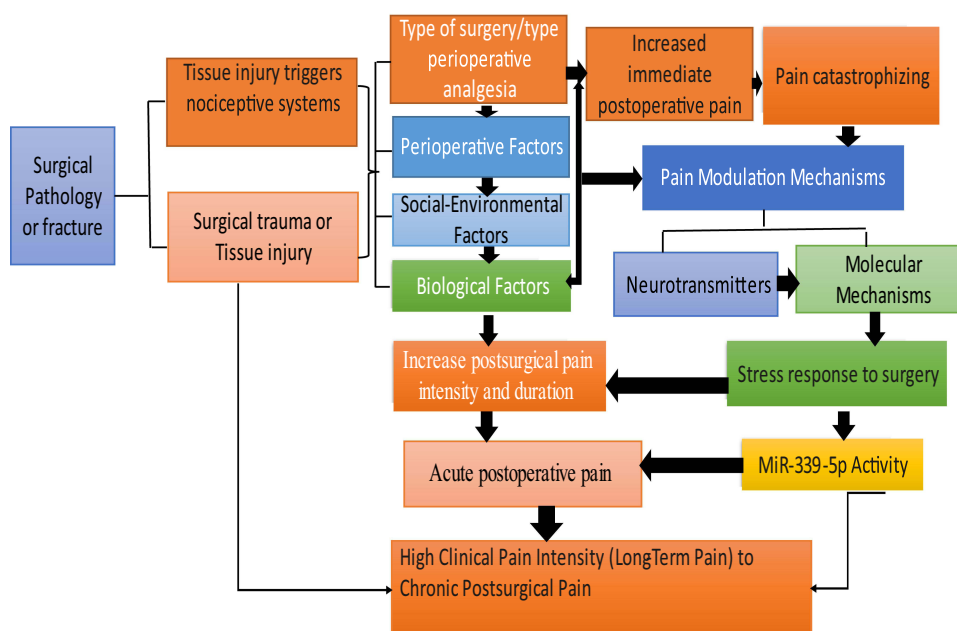 Type of surgery/type
perioperative
analgesia
Increased
immediate
postoperative pain
Pain catastrophizing
Tissue injury triggers
nociceptive systems
Surgical
Pathology
or fracture
Perioperative Factors
Pain Modulation Mechanisms
Surgical trauma or
Tissue injury
Social-Environmental
Factors
Biological Factors
Neurotransmitters
Molecular
Mechanisms
Increase postsurgical pain
intensity and duration
Stress response to surgery
Acute postoperative pain
MiR-339-5p Activity
High Clinical Pain Intensity (Long-Term Pain) to
Chronic Postsurgical Pain